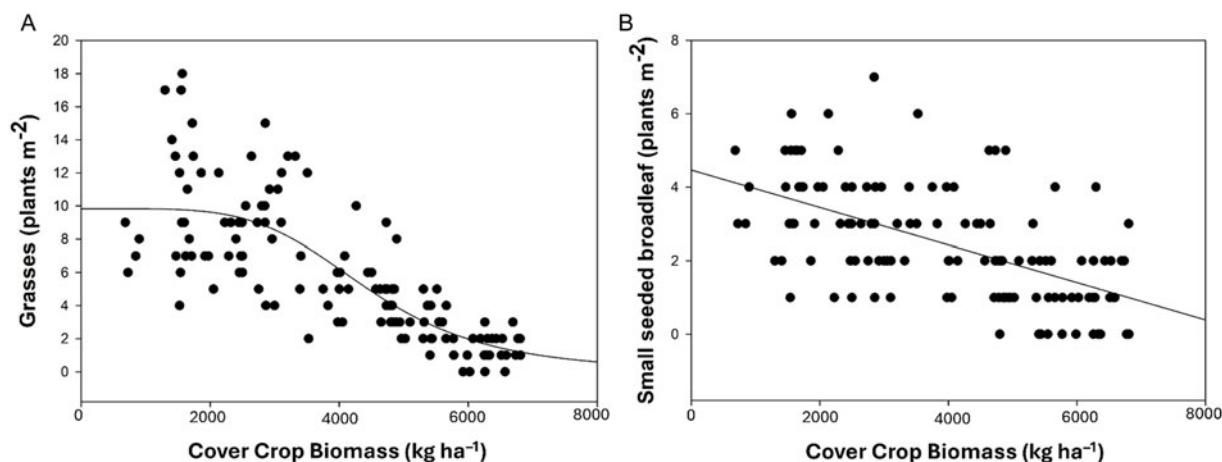 A
Grasses (plants m⁻²)
20
18
16
14
12
10
8
6
4
2
0
0 2000 4000 6000 8000
Cover Crop Biomass (kg ha⁻¹)
B
Small seeded broadleaf (plants m⁻²)
8
6
4
2
0
0 2000 4000 6000 8000
Cover Crop Biomass (kg ha⁻¹)